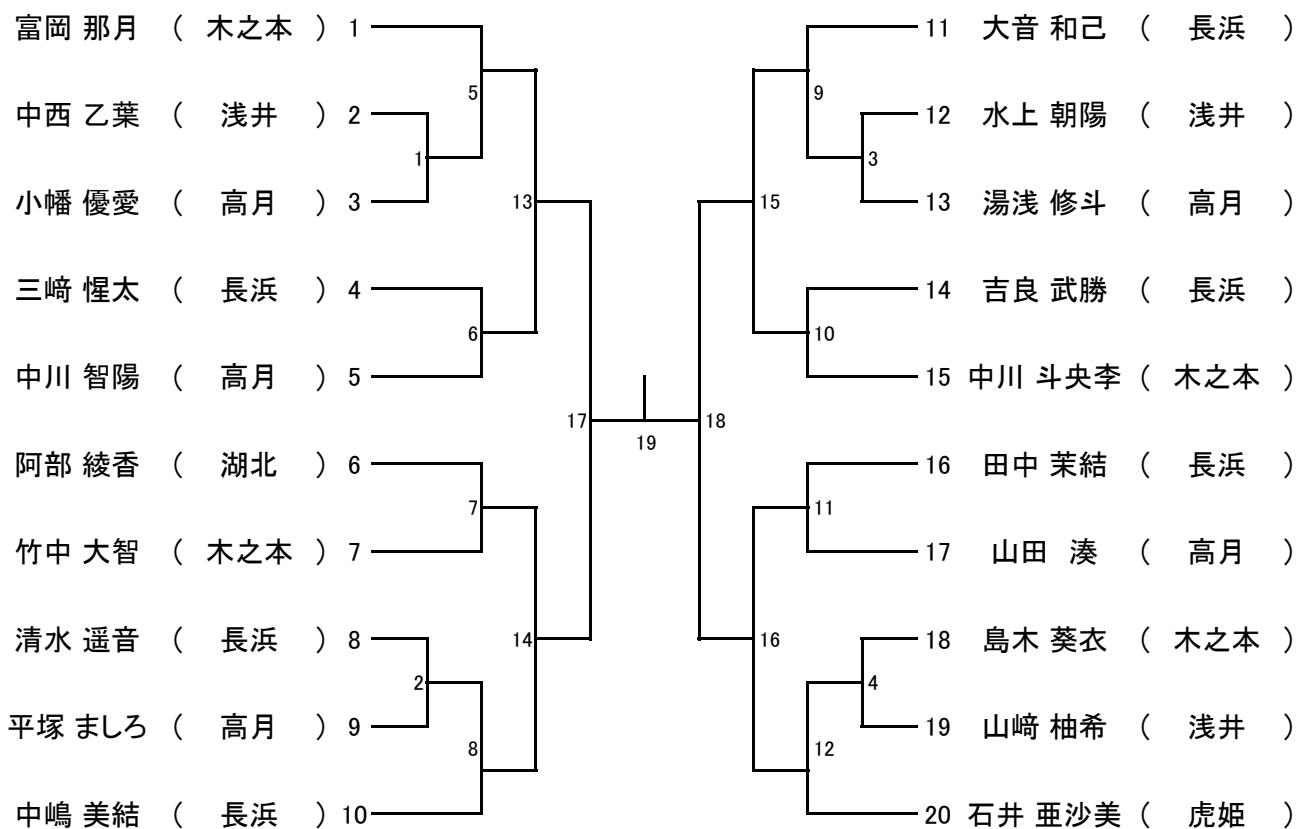 富岡 那月 ( 木之本 ) 1
中西 乙葉 ( 浅井 ) 2
小幡 優愛 ( 高月 ) 3
三﨑 惺太 ( 長浜 ) 4
中川 智陽 ( 高月 ) 5
阿部 綾香 ( 湖北 ) 6
竹中 大智 ( 木之本 ) 7
清水 遥音 ( 長浜 ) 8
平塚 ましろ ( 高月 ) 9
中嶋 美結 ( 長浜 ) 10
5
1
13
6
17
7
14
2
8
19
9
3
15
10
18
11
16
4
12
11 大音 和己 ( 長浜 )
12 水上 朝陽 ( 浅井 )
13 湯浅 修斗 ( 高月 )
14 吉良 武勝 ( 長浜 )
15 中川 斗央李 ( 木之本 )
16 田中 茉結 ( 長浜 )
17 山田 湊 ( 高月 )
18 島木 葵衣 ( 木之本 )
19 山﨑 柚希 ( 浅井 )
20 石井 亜沙美 ( 虎姫 )